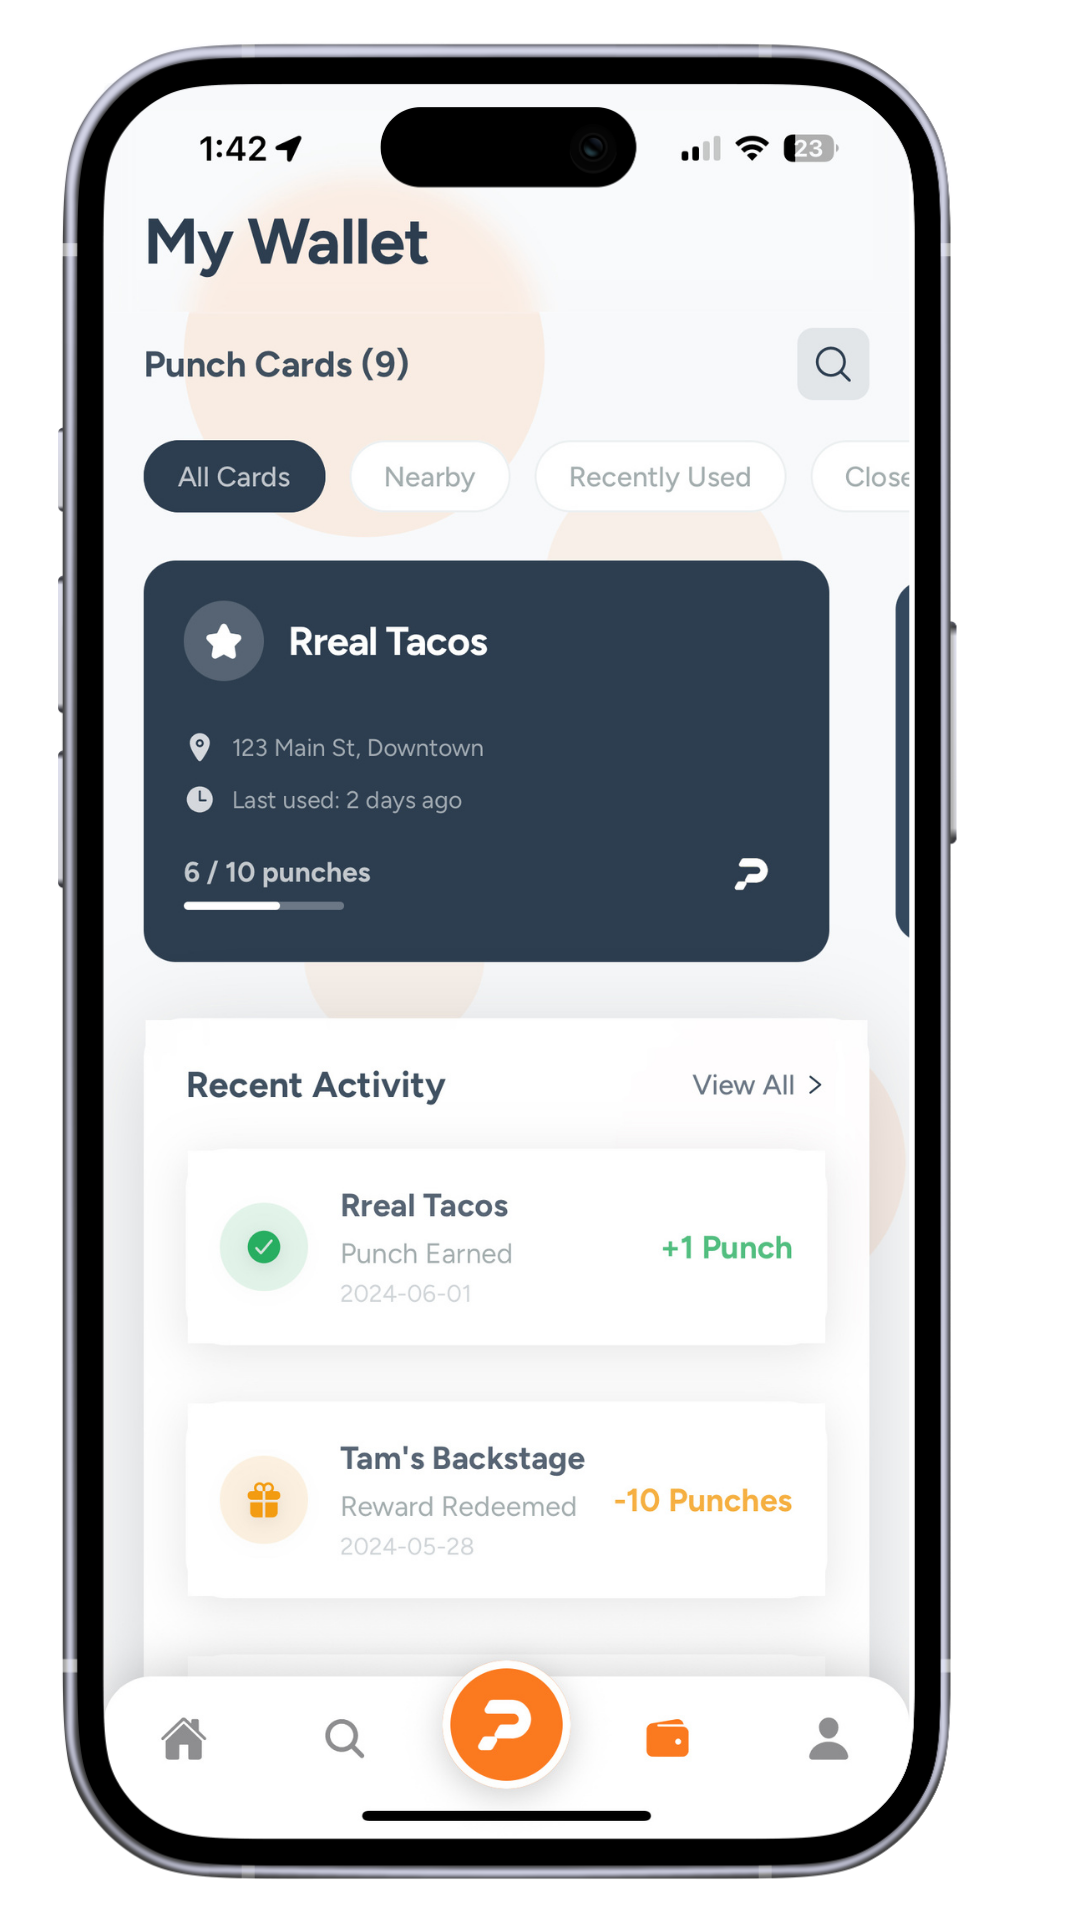 1:42
23
My Wallet
Punch Cards (9)
All Cards
Nearby
Recently Used
Close
Rreal Tacos
123 Main St, Downtown
Last used: 2 days ago
6 / 10 punches
Recent Activity
View All
Rreal Tacos
Punch Earned
2024-06-01
+1 Punch
Tam's Backstage
Reward Redeemed
2024-05-28
-10 Punches